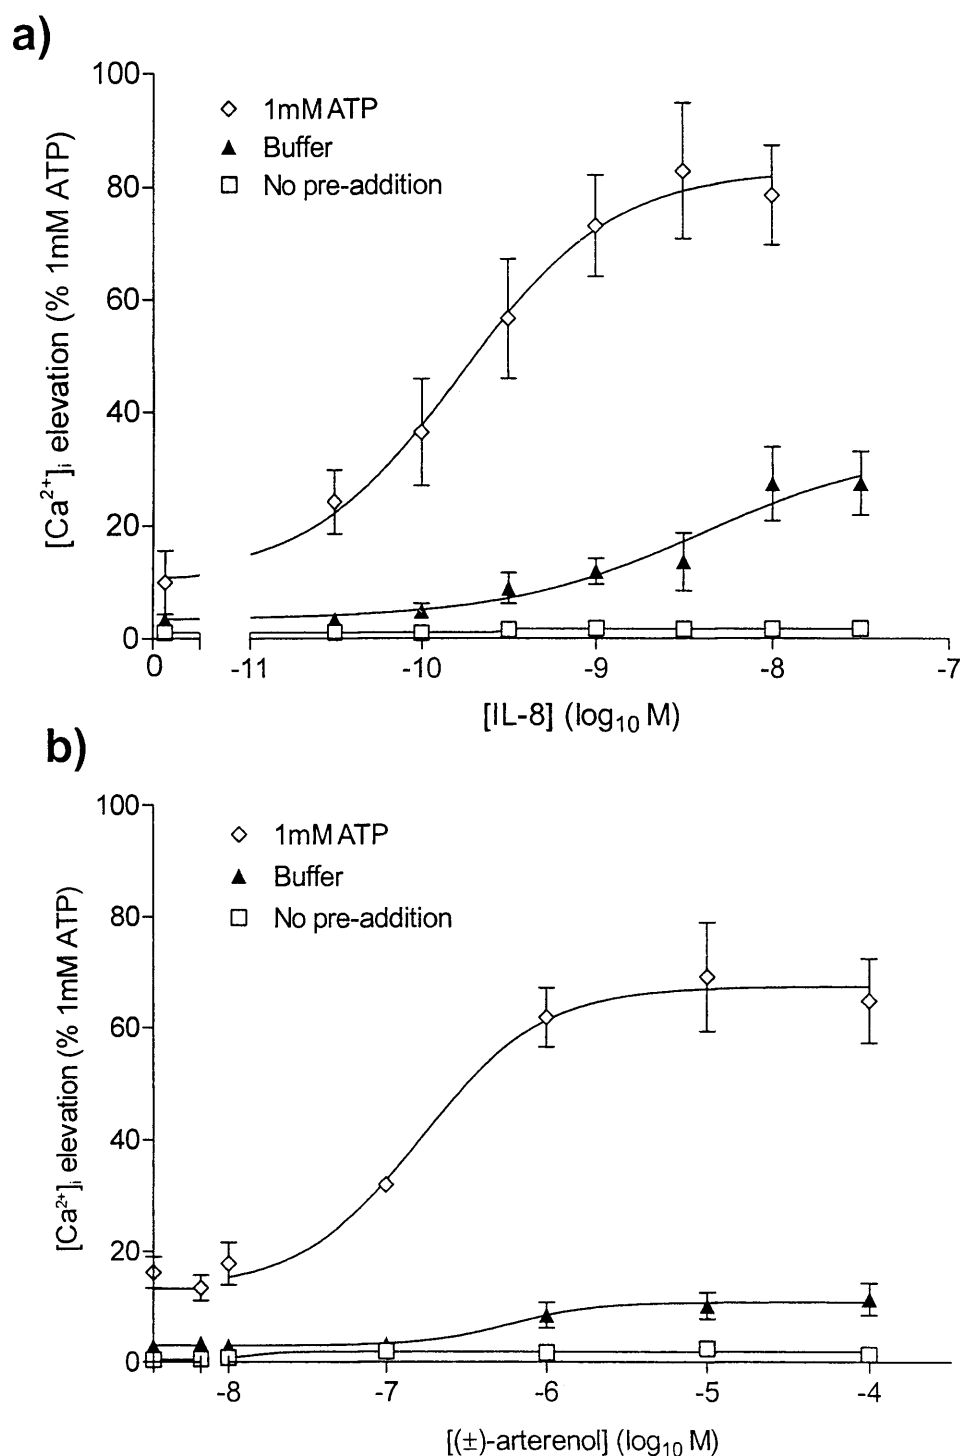 a)
100
80
60
40
20
0
[Ca2+]i elevation (% 1mM ATP)
1mM ATP
Buffer
No pre-addition
0 -11 -10 -9 -8 -7
[IL-8] (log10 M)
b)
100
80
60
40
20
0
[Ca2+]i elevation (% 1mM ATP)
1mM ATP
Buffer
No pre-addition
-8 -7 -6 -5 -4
[(±)-arterenol] (log10 M)